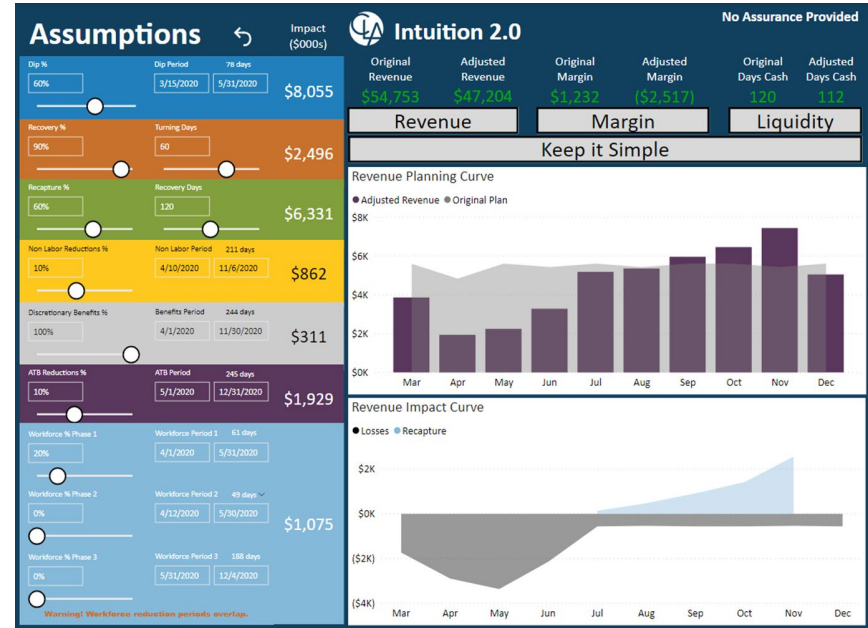 Assumptions
Impact
($000s)
Dip %
Dip Period
78 days
60%
3/15/2020
5/31/2020
$8,055
Recovery %
Turning Days
90%
60
$2,496
Recapture %
Recovery Days
60%
120
$6,331
Non Labor Reductions %
Non Labor Period
211 days
10%
4/10/2020
11/6/2020
$862
Discretionary Benefits %
Benefits Period
244 days
100%
4/1/2020
11/30/2020
$311
ATB Reductions %
ATB Period
245 days
10%
5/1/2020
12/31/2020
$1,929
Workforce % Phase 1
Workforce Period 1
61 days
20%
4/1/2020
5/31/2020
Workforce % Phase 2
Workforce Period 2
49 days
0%
4/12/2020
5/30/2020
$1,075
Workforce % Phase 3
Workforce Period 3
188 days
0%
5/31/2020
12/4/2020
Warning! Workforce reduction periods overlap.
CLA
Intuition 2.0
No Assurance Provided
Original
Revenue
$54,753
Adjusted
Revenue
$47,204
Original
Margin
$1,232
Adjusted
Margin
($2,517)
Original
Days Cash
120
Adjusted
Days Cash
112
Revenue
Margin
Liquidity
Keep it Simple
Revenue Planning Curve
Adjusted Revenue
Original Plan
$8K
$6K
$4K
$2K
$0K
Mar Apr May Jun Jul Aug Sep Oct Nov Dec
Revenue Impact Curve
Losses
Recapture
$2K
$0K
($2K)
($4K)
Mar Apr May Jun Jul Aug Sep Oct Nov Dec